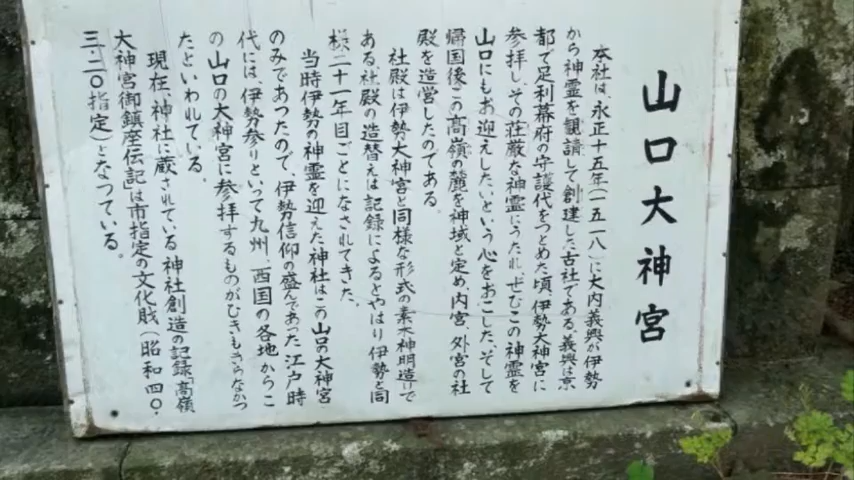 山口大神宮
本社は、永正十五年(一五一八)に大内義興が伊勢
から神霊を観請して創建した古社である。義興は京
都で足利幕府の守護代をつとめた頃、伊勢大神宮に
参拝しその荘厳な神霊にうたれ、ぜひこの神霊を
山口にもお迎えしたいという心をおこした。そして
帰国後この高嶺の麓を神域と定め、内宮、外宮の社
殿を造営したのである。
社殿は伊勢大神宮と同様な形式の素木神明造りで
ある。社殿の造替えは記録によるとやはり伊勢と同
様二十一年目ごとになされてきた。
当時伊勢の神霊を迎えた神社はこの山口の大神宮
のみであつたので、伊勢信仰の盛んであった江戸時
代には、伊勢参りといって九州、西国の各地からこ
の山口の大神宮に参拝するものがひきもきらなかつ
たといわれている。
現在、神社に蔵されている神社創造の記録「高嶺
大神宮御鎮座伝記」は市指定の文化財(昭和四〇・
三・二〇指定)となつている。